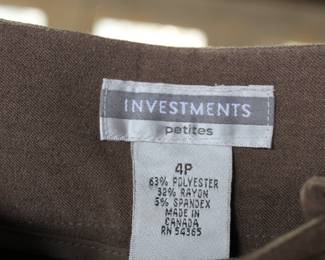 INVESTMENTS
petites
4P
63% POLYESTER
32% RAYON
5% SPANDEX
MADE IN
CANADA
RN 54365